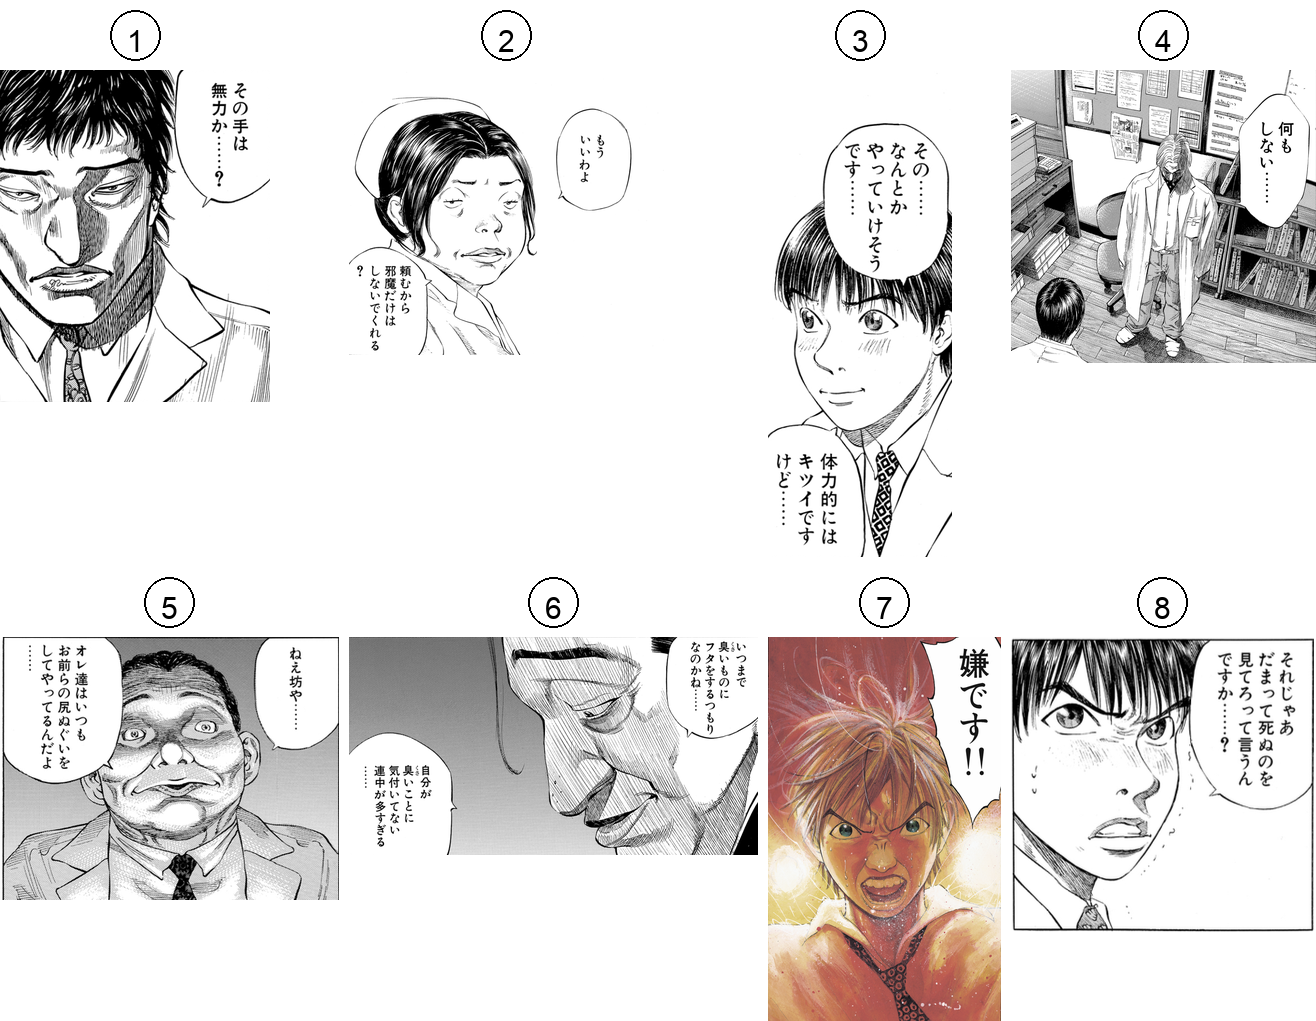 1
その手は
無力か……?
2
もう
いいわよ
頼むから
邪魔だけは
しないでくれる
?
3
その……
なんとか
やっていけそう
です……
体力的には
キツイです
けど……
4
何も
しない……
5
ねえ坊や……
オレ達はいつも
お前らの尻ぬぐいを
してやってるんだよ
……
6
いつまで
臭いものに
フタをするつもり
なのかね……
自分が
臭いことに
気付いてない
連中が多すぎる
……
7
嫌です!!
8
それじゃあ
だまって死ぬのを
見てろって言うん
ですか……?